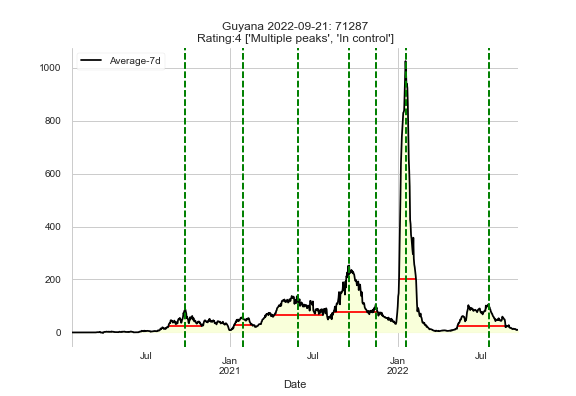 Guyana 2022-09-21: 71287
Rating:4 ['Multiple peaks', 'In control']
Average-7d
1000
800
600
400
200
0
Jul
Jan
2021
Jul
Jan
2022
Jul
Date